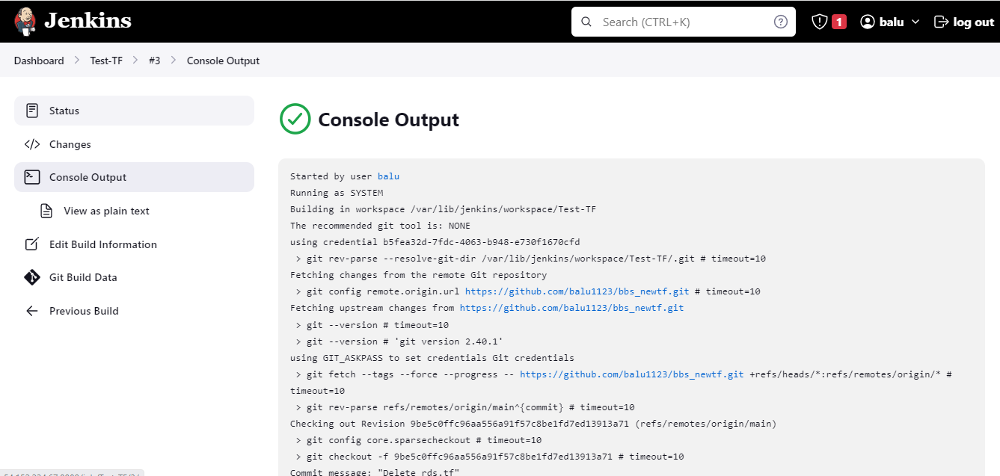 Jenkins
Search (CTRL+K)
1
balu
log out
Dashboard
Test-TF
#3
Console Output
Status
Changes
Console Output
View as plain text
Edit Build Information
Git Build Data
Previous Build
Console Output
Started by user balu
Running as SYSTEM
Building in workspace /var/lib/jenkins/workspace/Test-TF
The recommended git tool is: NONE
using credential b5fea32d-7fdc-4063-b948-e730f1670cfd
> git rev-parse --resolve-git-dir /var/lib/jenkins/workspace/Test-TF/.git # timeout=10
Fetching changes from the remote Git repository
> git config remote.origin.url https://github.com/balu1123/bbs_newtf.git # timeout=10
Fetching upstream changes from https://github.com/balu1123/bbs_newtf.git
> git --version # timeout=10
> git --version # 'git version 2.40.1'
using GIT_ASKPASS to set credentials Git credentials
> git fetch --tags --force --progress -- https://github.com/balu1123/bbs_newtf.git +refs/heads/*:refs/remotes/origin/* #
timeout=10
> git rev-parse refs/remotes/origin/main^{commit} # timeout=10
Checking out Revision 9be5c0ffc96aa556a91f57c8be1fd7ed13913a71 (refs/remotes/origin/main)
> git config core.sparsecheckout # timeout=10
> git checkout -f 9be5c0ffc96aa556a91f57c8be1fd7ed13913a71 # timeout=10
Commit message: "Delete rds.tf"